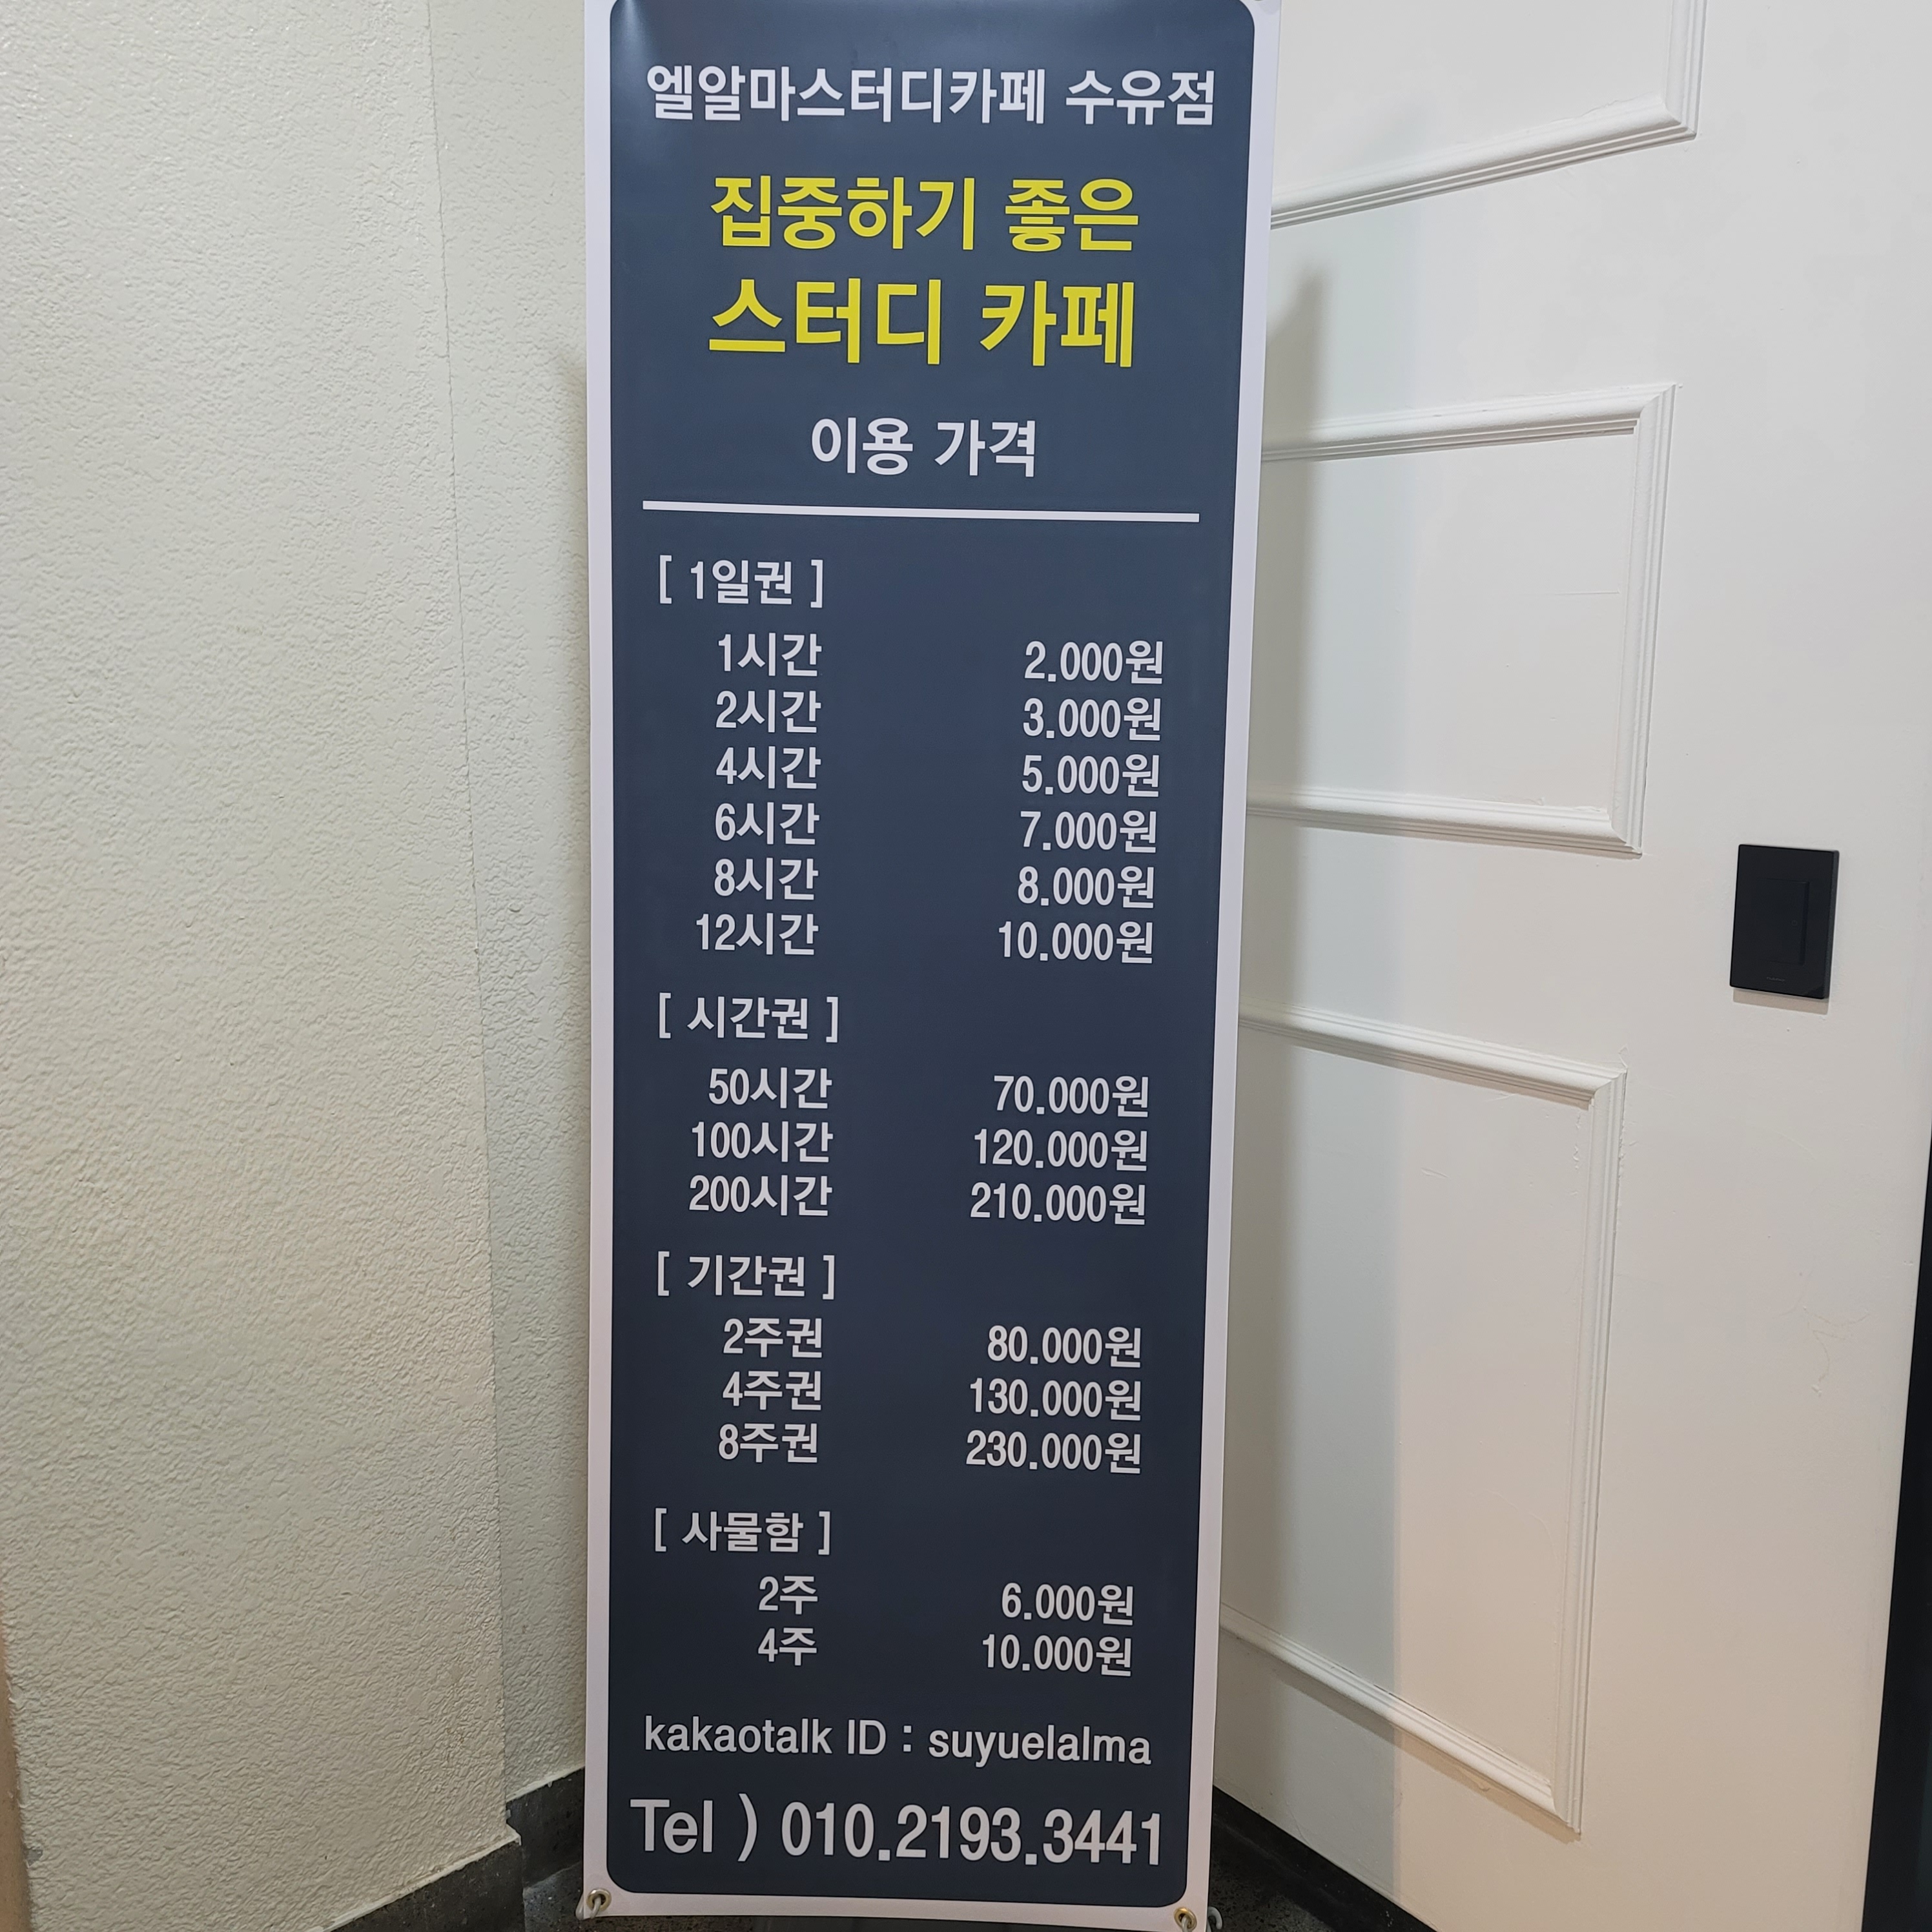 엘알마스터디카페 수유점
집중하기 좋은
스터디 카페
이용 가격
[ 1일권 ]
1시간 2.000원
2시간 3.000원
4시간 5.000원
6시간 7.000원
8시간 8.000원
12시간 10.000원
[ 시간권 ]
50시간 70.000원
100시간 120.000원
200시간 210.000원
[ 기간권 ]
2주권 80.000원
4주권 130.000원
8주권 230.000원
[ 사물함 ]
2주 6.000원
4주 10.000원
kakaotalk ID : suyuelalma
Tel ) 010.2193.3441